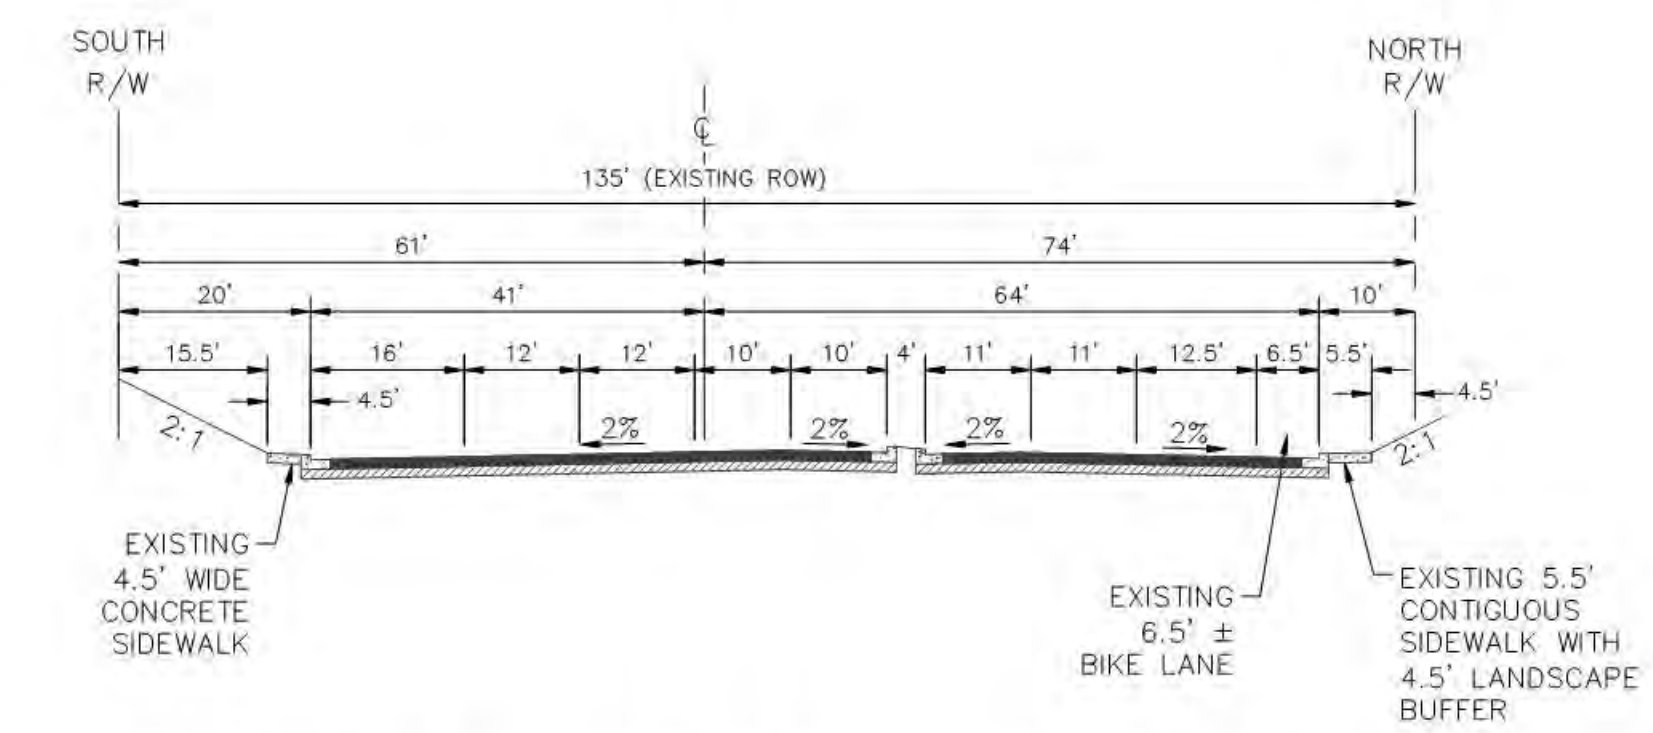 SOUTH
R/W
NORTH
R/W
℄
135' (EXISTING ROW)
61'
74'
20'
41'
64'
10'
15.5'
16'
12'
12'
10'
10'
4'
11'
11'
12.5'
6.5'
5.5'
4.5'
4.5'
2:1
2%
2%
2%
2%
2:1
EXISTING
4.5' WIDE
CONCRETE
SIDEWALK
EXISTING
6.5' ±
BIKE LANE
EXISTING 5.5'
CONTIGUOUS
SIDEWALK WITH
4.5' LANDSCAPE
BUFFER